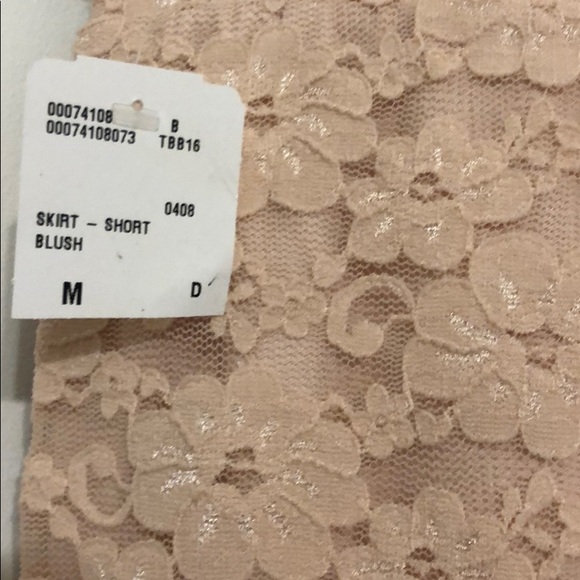 00074108
B
00074108073 TBB16
0408
SKIRT – SHORT
BLUSH
M D